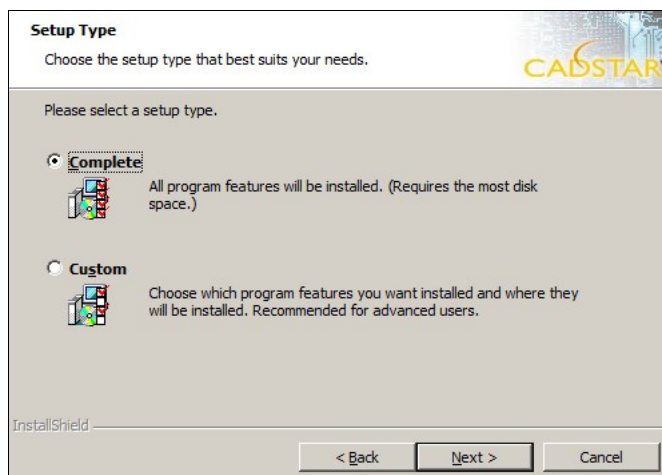 Setup Type
Choose the setup type that best suits your needs.
CADSTAR
Please select a setup type.
Complete
All program features will be installed. (Requires the most disk
space.)
Custom
Choose which program features you want installed and where they
will be installed. Recommended for advanced users.
InstallShield
< Back Next > Cancel